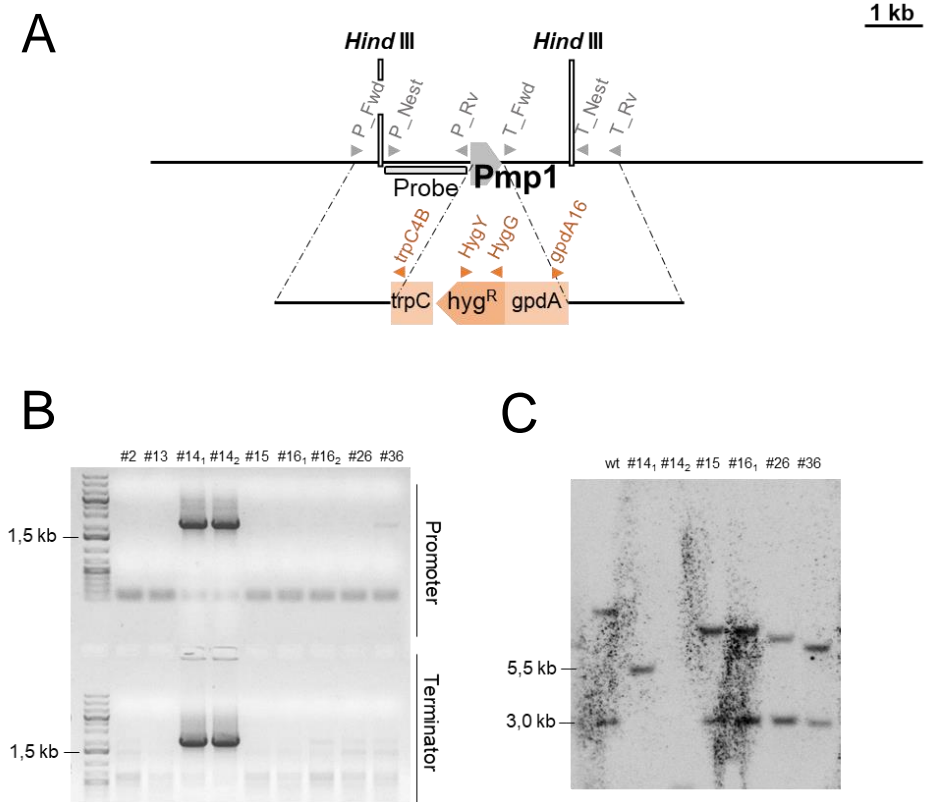 A
1 kb
Hind III
Hind III
P_Fwd
P_Nest
P_Rv
T_Fwd
T_Nest
T_Rv
Probe
Pmp1
trpC4B
HygY
HygG
gpdA16
trpC
hygR
gpdA
B
#2 #13 #141 #142 #15 #161 #162 #26 #36
1,5 kb
Promoter
1,5 kb
Terminator
C
wt #141 #142 #15 #161 #26 #36
5,5 kb
3,0 kb